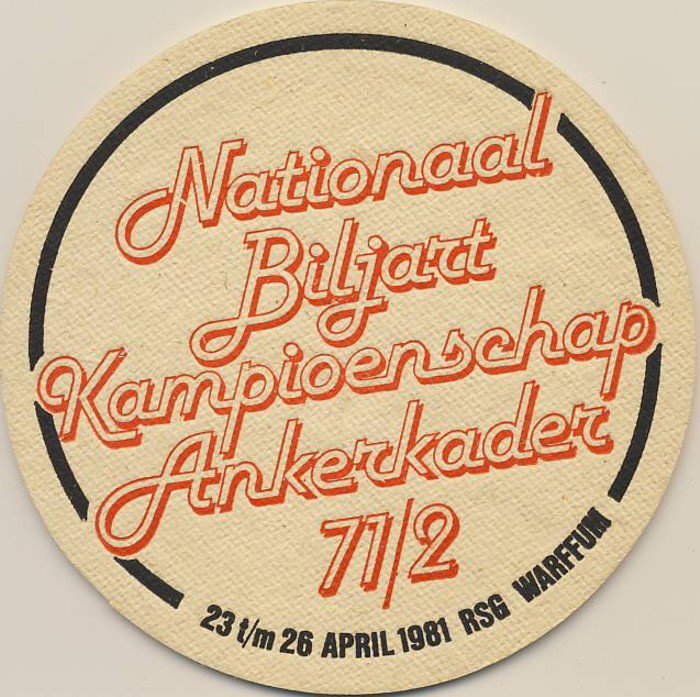 Nationaal
Biljart
Kampioenschap
Ankerkader
71/2
23 t/m 26 APRIL 1981 RSG WARFFUM